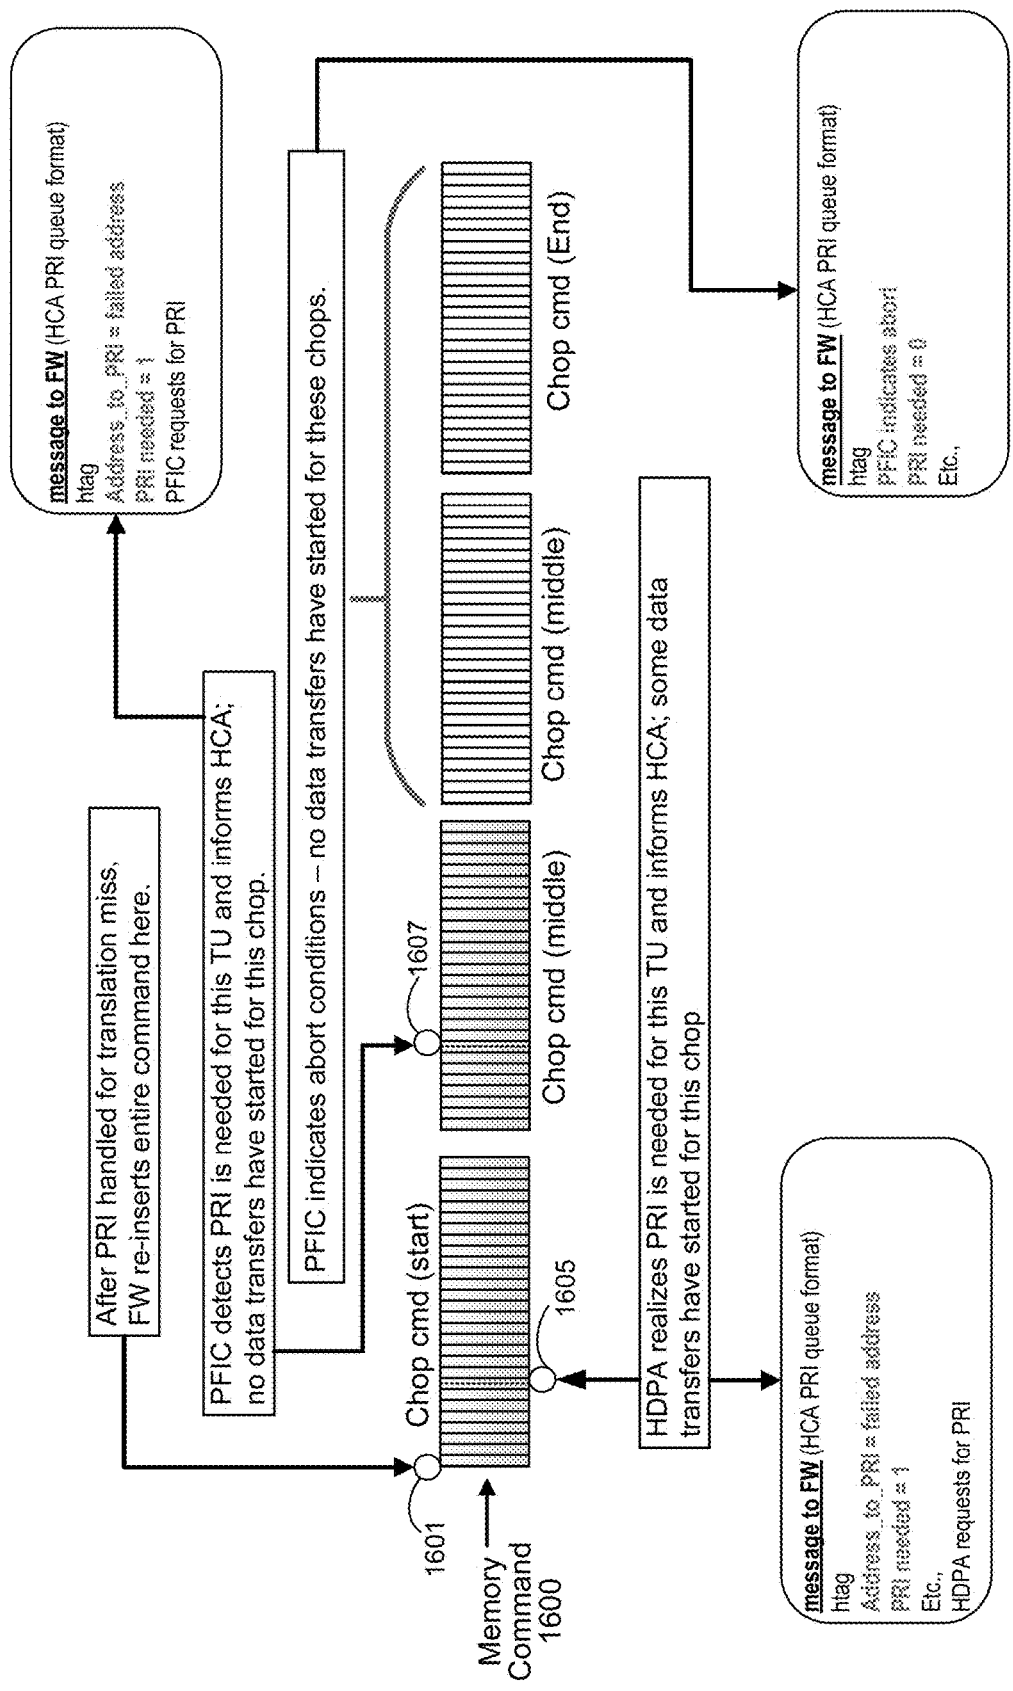 After PRI handled for translation miss,
FW re-inserts entire command here.
PFIC detects PRI is needed for this TU and informs HCA;
no data transfers have started for this chop.
PFIC indicates abort conditions – no data transfers have started for these chops.
message to FW (HCA PRI queue format)
htag
Address_to_PRI = failed address
PRI needed = 1
PFIC requests for PRI
1601
1607
Memory
Command
1600
Chop cmd (start)
Chop cmd (middle)
Chop cmd (middle)
Chop cmd (End)
1605
HDPA realizes PRI is needed for this TU and informs HCA; some data
transfers have started for this chop
message to FW (HCA PRI queue format)
htag
Address_to_PRI = failed address
PRI needed = 1
Etc.,
HDPA requests for PRI
message to FW (HCA PRI queue format)
htag
PFIC indicates abort
PRI needed = 0
Etc.,